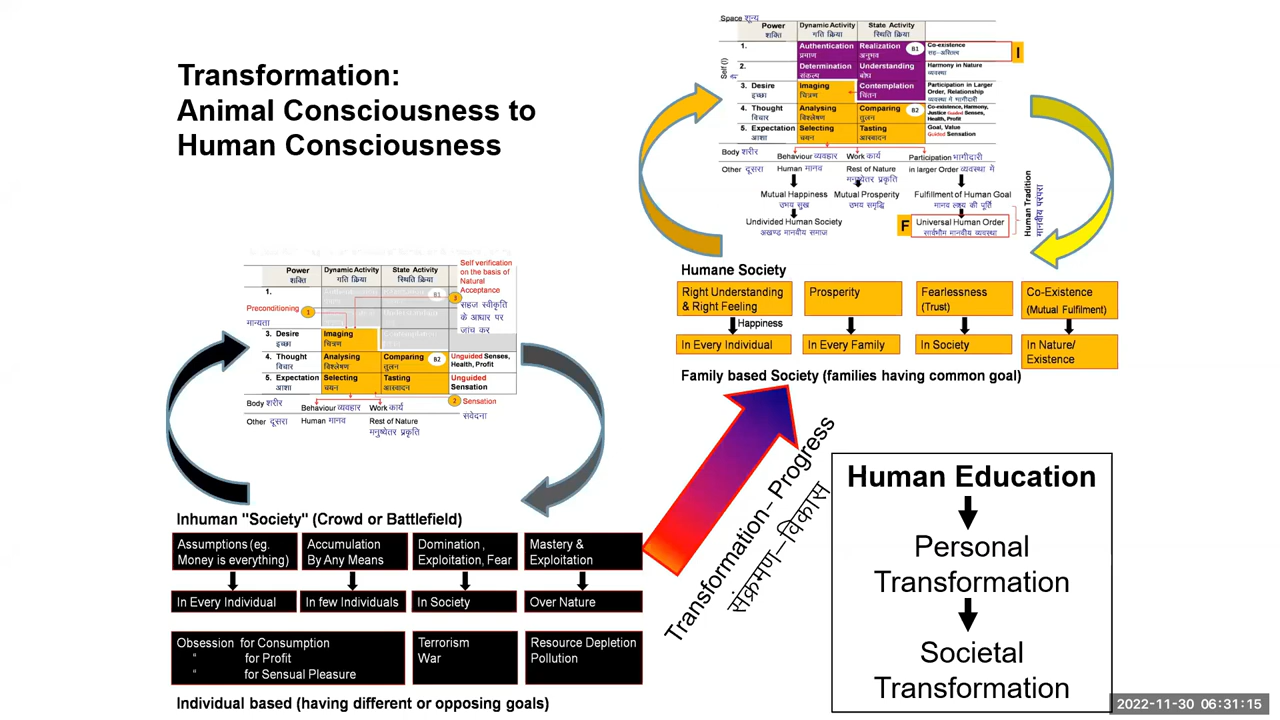 Transformation:
Animal Consciousness to
Human Consciousness
Space शून्य
Power
शक्ति
Dynamic Activity
गति क्रिया
State Activity
स्थिति क्रिया
Self (I)
1.
Authentication
प्रमाण
Realization
अनुभव
B1
Co-existence
सह-अस्तित्व
I
2.
Determination
संकल्प
Understanding
बोध
Harmony in Nature
व्यवस्था
3. Desire
इच्छा
Imaging
चित्रण
Contemplation
चिंतन
Participation in Larger
Order, Relationship
व्यवस्था में भागीदारी
4. Thought
विचार
Analysing
विश्लेषण
Comparing
तुलन
B2
Co-existence, Harmony,
Justice Guided Senses,
Health, Profit
5. Expectation
आशा
Selecting
चयन
Tasting
आस्वादन
Goal, Value
Guided Sensation
Body शरीर
Behaviour व्यवहार
Work कार्य
Participation भागीदारी
Other दूसरा
Human मानव
Rest of Nature
मनुष्येतर प्रकृति
in larger Order व्यवस्था में
Mutual Happiness
उभय सुख
Mutual Prosperity
उभय समृद्धि
Fulfillment of Human Goal
मानव लक्ष्य की पूर्ति
Undivided Human Society
अखण्ड मानवीय समाज
F
Universal Human Order
सार्वभौम मानवीय व्यवस्था
Human Tradition
मानवीय परंपरा
Humane Society
Right Understanding
& Right Feeling
Prosperity
Fearlessness
(Trust)
Co-Existence
(Mutual Fulfilment)
Happiness
In Every Individual
In Every Family
In Society
In Nature/
Existence
Family based Society (families having common goal)
Power
शक्ति
Dynamic Activity
गति क्रिया
State Activity
स्थिति क्रिया
Self verification
on the basis of
Natural
Acceptance
सहज स्वीकृति
के आधार पर
जांच कर
1.
B1
3
Preconditioning
मान्यता
1
3. Desire
इच्छा
Imaging
चित्रण
4. Thought
विचार
Analysing
विश्लेषण
Comparing
तुलन
B2
Unguided Senses,
Health, Profit
5. Expectation
आशा
Selecting
चयन
Tasting
आस्वादन
Unguided
Sensation
Body शरीर
Behaviour व्यवहार
Work कार्य
2
Sensation
संवेदना
Other दूसरा
Human मानव
Rest of Nature
मनुष्येतर प्रकृति
Inhuman "Society" (Crowd or Battlefield)
Assumptions (eg.
Money is everything)
Accumulation
By Any Means
Domination ,
Exploitation, Fear
Mastery &
Exploitation
In Every Individual
In few Individuals
In Society
Over Nature
Obsession for Consumption
" for Profit
" for Sensual Pleasure
Terrorism
War
Resource Depletion
Pollution
Individual based (having different or opposing goals)
Transformation– Progress
संक्रमण–विकास
Human Education
Personal
Transformation
Societal
Transformation
2022-11-30 06:31:15